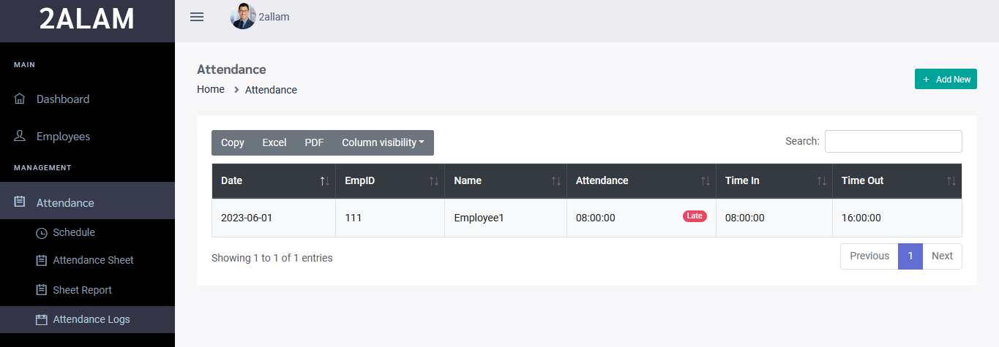 2ALAM
2allam
MAIN
Dashboard
Employees
MANAGEMENT
Attendance
Schedule
Attendance Sheet
Sheet Report
Attendance Logs
Attendance
Home > Attendance
+ Add New
Copy Excel PDF Column visibility
Search:
Date EmpID Name Attendance Time In Time Out
2023-06-01 111 Employee1 08:00:00 Late 08:00:00 16:00:00
Showing 1 to 1 of 1 entries
Previous 1 Next